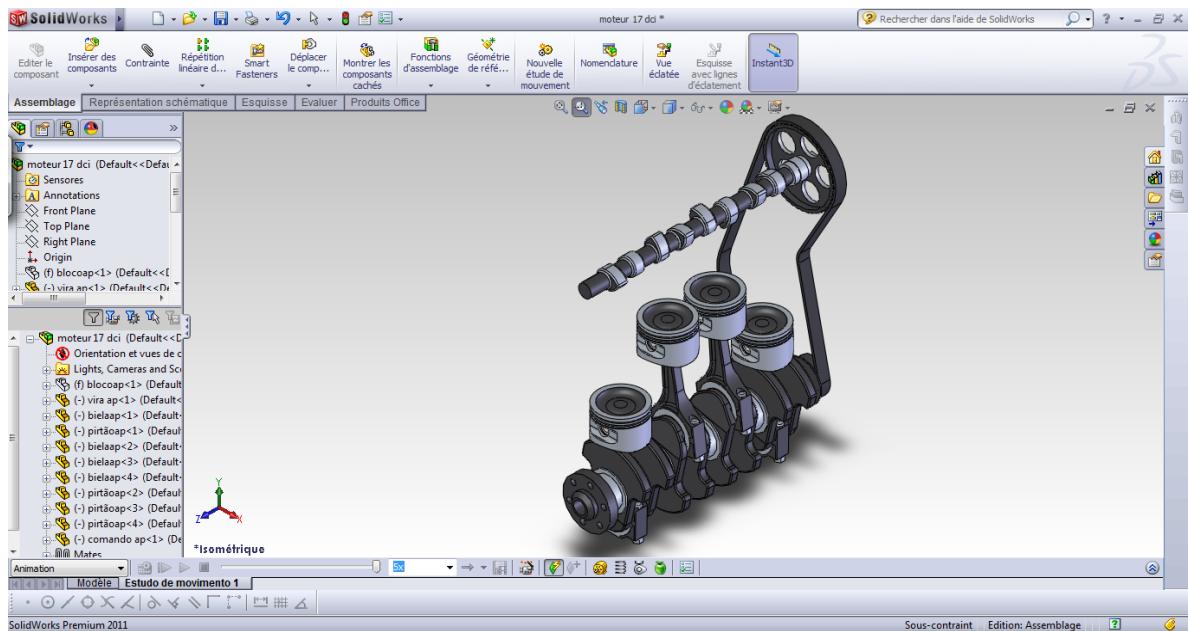 SolidWorks
moteur 17 dci *
Rechercher dans l'aide de SolidWorks
Editer le composant
Insérer des composants
Contrainte
Répétition linéaire d...
Smart Fasteners
Déplacer le comp...
Montrer les composants cachés
Fonctions d'assemblage
Géométrie de réfé...
Nouvelle étude de mouvement
Nomenclature
Vue éclatée
Esquisse avec lignes d'éclatement
Instant3D
Assemblage
Représentation schématique
Esquisse
Evaluer
Produits Office
moteur 17 dci (Default<<Defau
Sensores
Annotations
Front Plane
Top Plane
Right Plane
Origin
(f) blocoap<1> (Default<<D
(-) vira ap<1> (Default<<De
moteur 17 dci (Default<<D
Orientation et vues de c
Lights, Cameras and Sce
(f) blocoap<1> (Default
(-) vira ap<1> (Default<
(-) bielaap<1> (Default<
(-) pirtãoap<1> (Defaul
(-) bielaap<2> (Default<
(-) bielaap<3> (Default<
(-) bielaap<4> (Default<
(-) pirtãoap<2> (Defaul
(-) pirtãoap<3> (Defaul
(-) pirtãoap<4> (Defaul
(-) comando ap<1> (De
Mates
Y
Z
X
*Isométrique
Animation
5x
Modèle
Estudo de movimento 1
SolidWorks Premium 2011
Sous-contraint
Edition: Assemblage